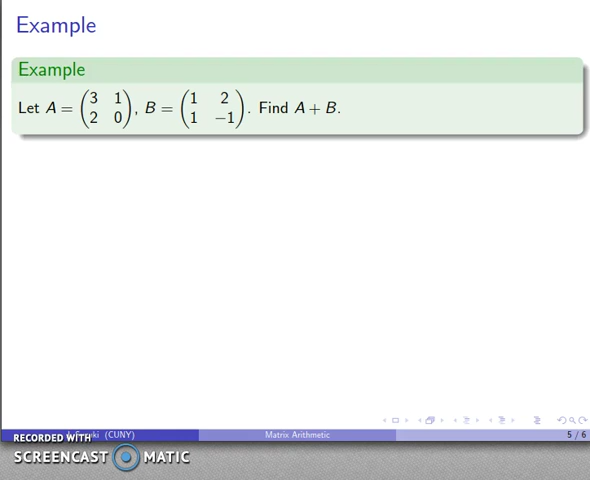 Example
Example
Let A = (3 1
2 0), B = (1 2
1 −1). Find A + B.
(CUNY) Matrix Arithmetic 5 / 6
RECORDED WITH
SCREENCAST MATIC